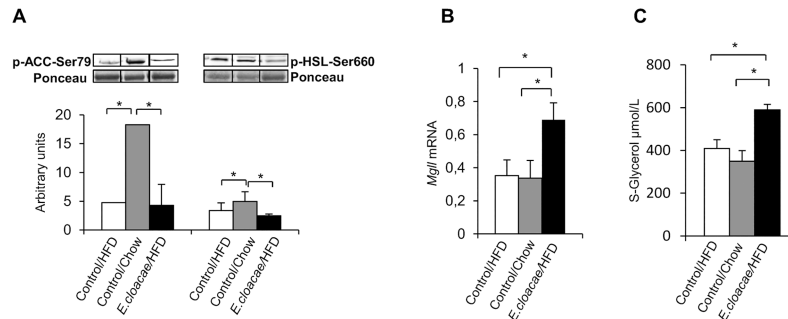 A
p-ACC-Ser79
p-HSL-Ser660
Ponceau
Ponceau
* * * *
Arbitrary units
20
15
10
5
0
Control/HFD
Control/Chow
E.cloacae/HFD
Control/HFD
Control/Chow
E.cloacae/HFD
B
*
*
Mgll mRNA
1
0,8
0,6
0,4
0,2
0
Control/HFD
Control/Chow
E.cloacae/HFD
C
*
*
S-Glycerol µmol/L
800
600
400
200
0
Control/HFD
Control/Chow
E.cloacae/HFD